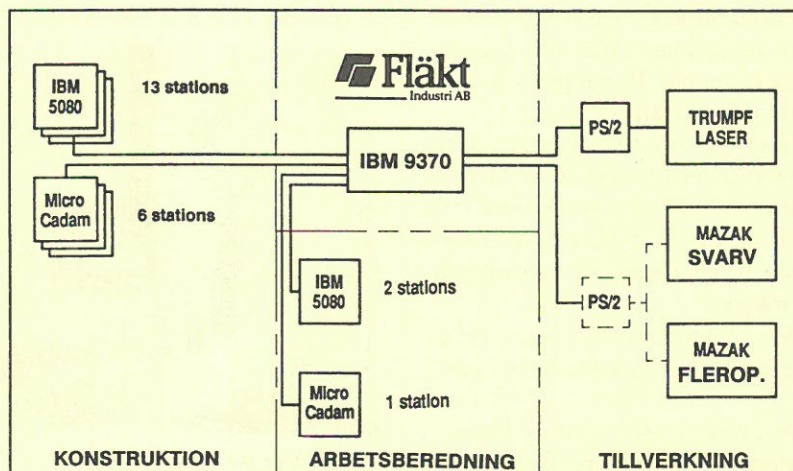 IBM
5080
13 stations
Micro
Cadam
6 stations
KONSTRUKTION
Fläkt
Industri AB
IBM 9370
IBM
5080
2 stations
Micro
Cadam
1 station
ARBETSBEREDNING
PS/2
TRUMPF
LASER
PS/2
MAZAK
SVARV
MAZAK
FLEROP.
TILLVERKNING